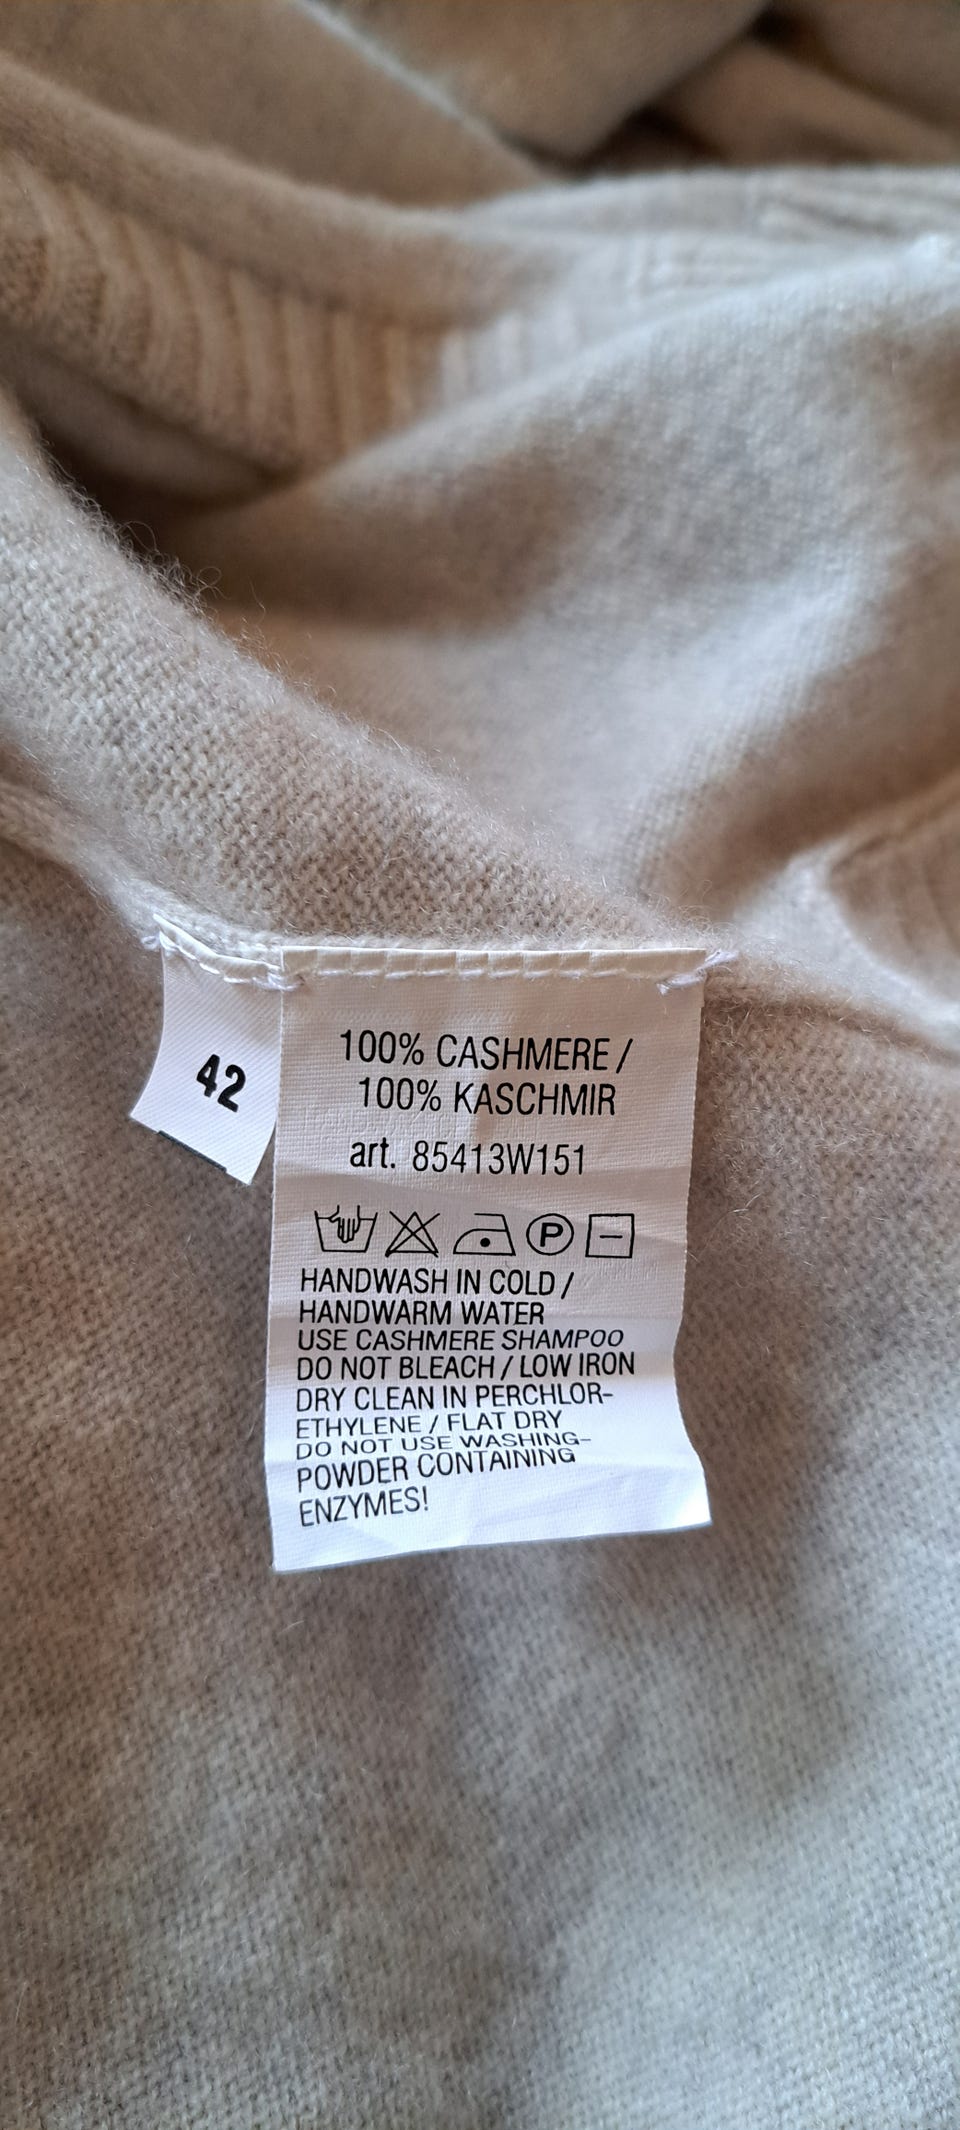 42
100% CASHMERE /
100% KASCHMIR
art. 85413W151
P
HANDWASH IN COLD /
HANDWARM WATER
USE CASHMERE SHAMPOO
DO NOT BLEACH / LOW IRON
DRY CLEAN IN PERCHLOR-
ETHYLENE / FLAT DRY
DO NOT USE WASHING-
POWDER CONTAINING
ENZYMES!